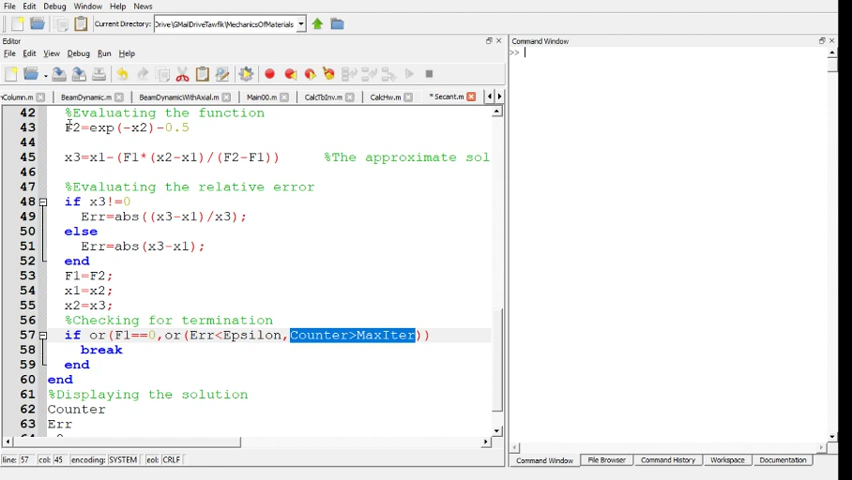 File Edit Debug Window Help News
Current Directory: Drive\GMailDriveTawfik\MechanicsOfMaterials
Editor
File Edit View Debug Run Help
nColumn.m BeamDynamic.m BeamDynamicWithAxial.m Main00.m CalcTbInv.m CalcHw.m * Secant.m
42 %Evaluating the function
43 F2=exp(-x2)-0.5
44
45 x3=x1-(F1*(x2-x1)/(F2-F1)) %The approximate sol
46
47 %Evaluating the relative error
48 if x3!=0
49 Err=abs((x3-x1)/x3);
50 else
51 Err=abs(x3-x1);
52 end
53 F1=F2;
54 x1=x2;
55 x2=x3;
56 %Checking for termination
57 if or(F1==0,or(Err<Epsilon,Counter>MaxIter))
58 break
59 end
60 end
61 %Displaying the solution
62 Counter
63 Err
line: 57 col: 45 encoding: SYSTEM eol: CRLF
Command Window
>>
Command Window File Browser Command History Workspace Documentation